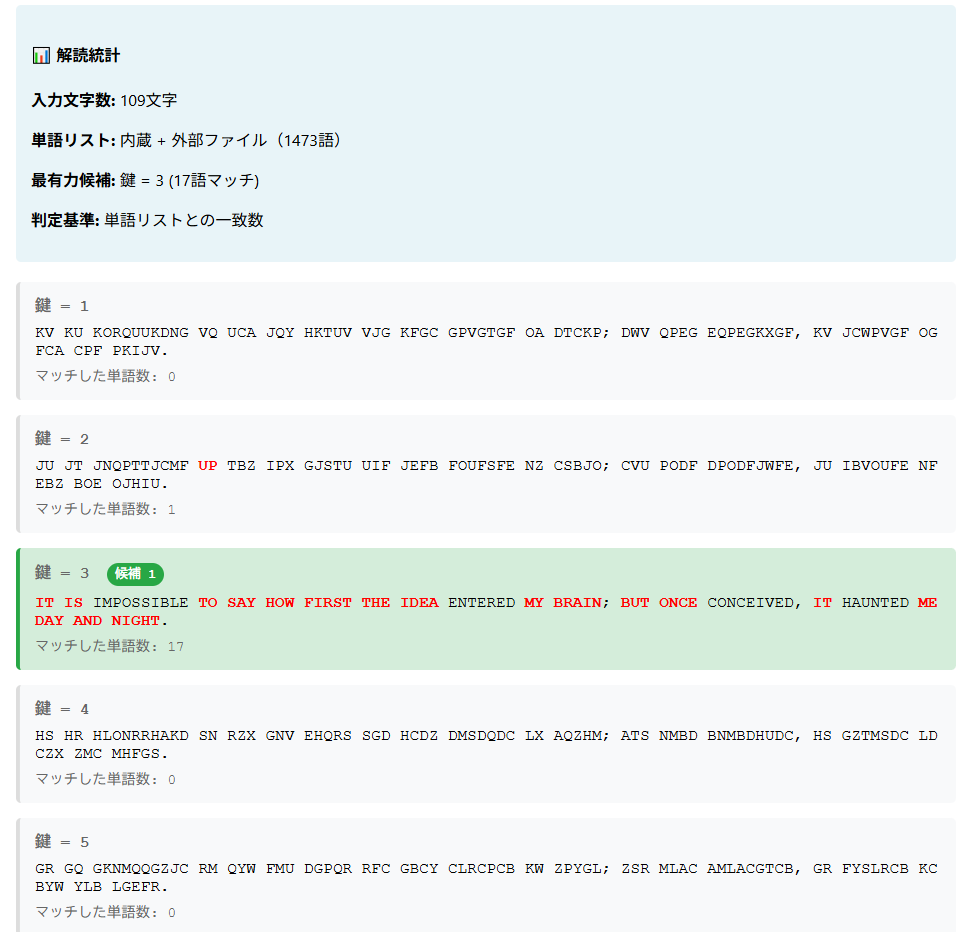 📊 解読統計
入力文字数: 109文字
単語リスト: 内蔵 + 外部ファイル（1473語）
最有力候補: 鍵 = 3 (17語マッチ)
判定基準: 単語リストとの一致数
鍵 = 1
KV KU KORQUUKDNG VQ UCA JQY HKTUV VJG KFGC GPVGTGF OA DTCKP; DWV QPEG EQPEGKXGF, KV JCWPVGF OG
FCA CPF PKIJV.
マッチした単語数: 0
鍵 = 2
JU JT JNQPTTJCMF UP TBZ IPX GJSTU UIF JEFB FOUFSFE NZ CSBJO; CVU PODF DPODFJWFE, JU IBVOUFE NF
EBZ BOE OJHIU.
マッチした単語数: 1
鍵 = 3 候補 1
IT IS IMPOSSIBLE TO SAY HOW FIRST THE IDEA ENTERED MY BRAIN; BUT ONCE CONCEIVED, IT HAUNTED ME
DAY AND NIGHT.
マッチした単語数: 17
鍵 = 4
HS HR HLONRRHAKD SN RZX GNV EHQRS SGD HCDZ DMSDQDC LX AQZHM; ATS NMBD BNMBDHUDC, HS GZTMSDC LD
CZX ZMC MHFGS.
マッチした単語数: 0
鍵 = 5
GR GQ GKNMQQGZJC RM QYW FMU DGPQR RFC GBCY CLRCPCB KW ZPYGL; ZSR MLAC AMLACGTCB, GR FYSLRCB KC
BYW YLB LGEFR.
マッチした単語数: 0